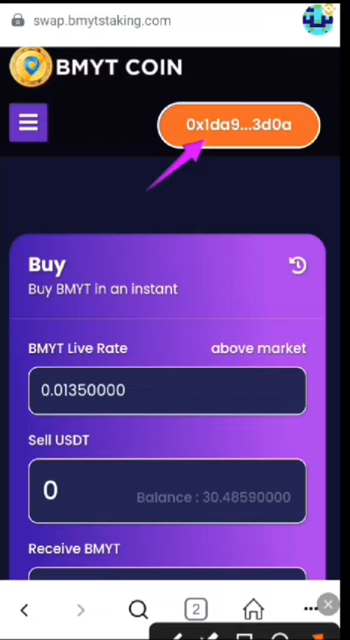 swap.bmytstaking.com
BMYT COIN
0x1da9...3d0a
Buy
Buy BMYT in an instant
BMYT Live Rate above market
0.01350000
Sell USDT
0 Balance : 30.48590000
Receive BMYT
2